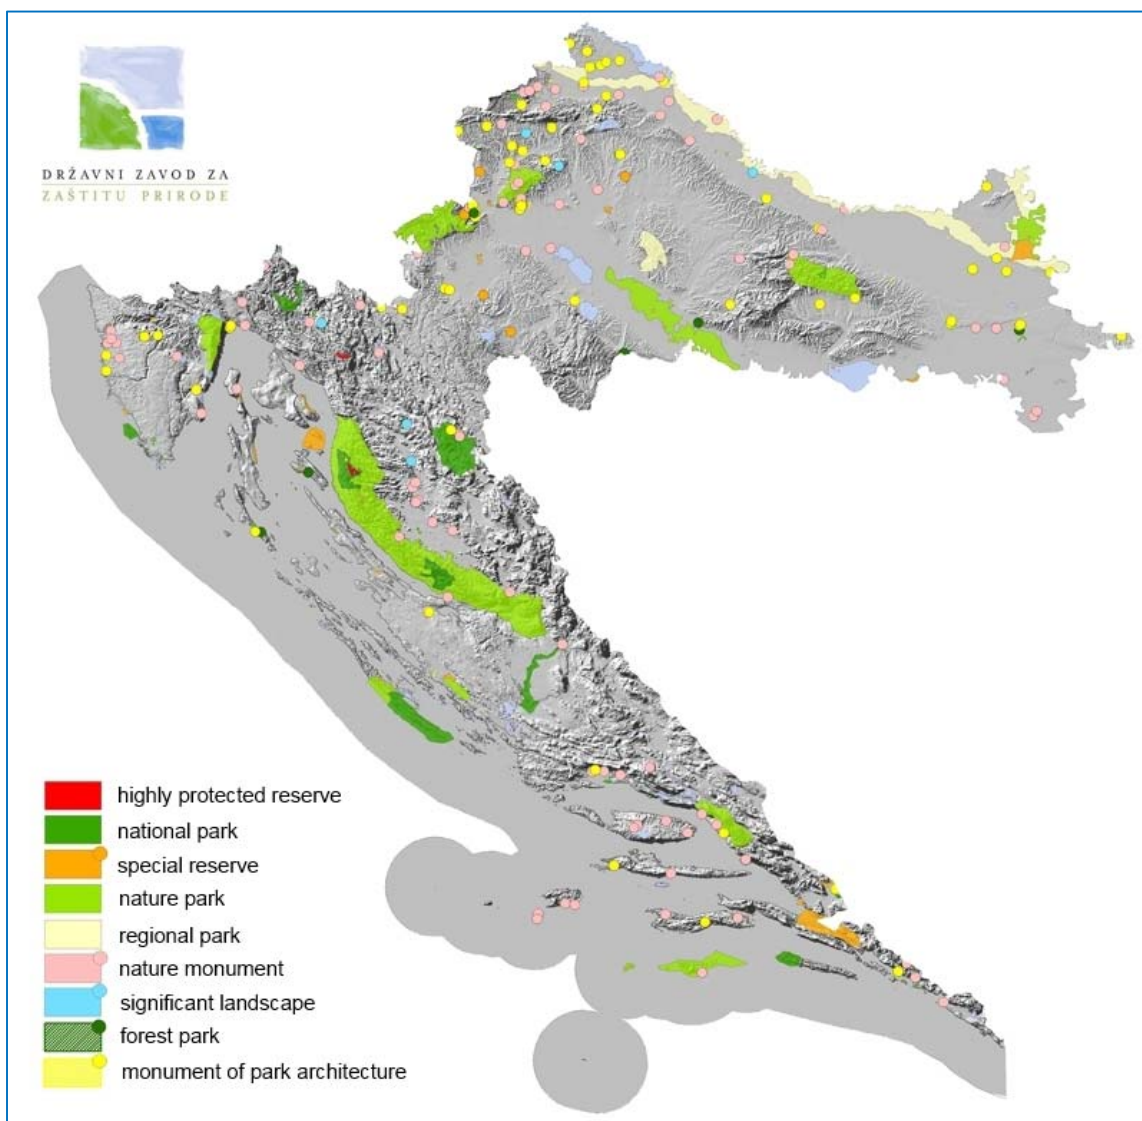 DRŽAVNI ZAVOD ZA
ZAŠTITU PRIRODE
highly protected reserve
national park
special reserve
nature park
regional park
nature monument
significant landscape
forest park
monument of park architecture